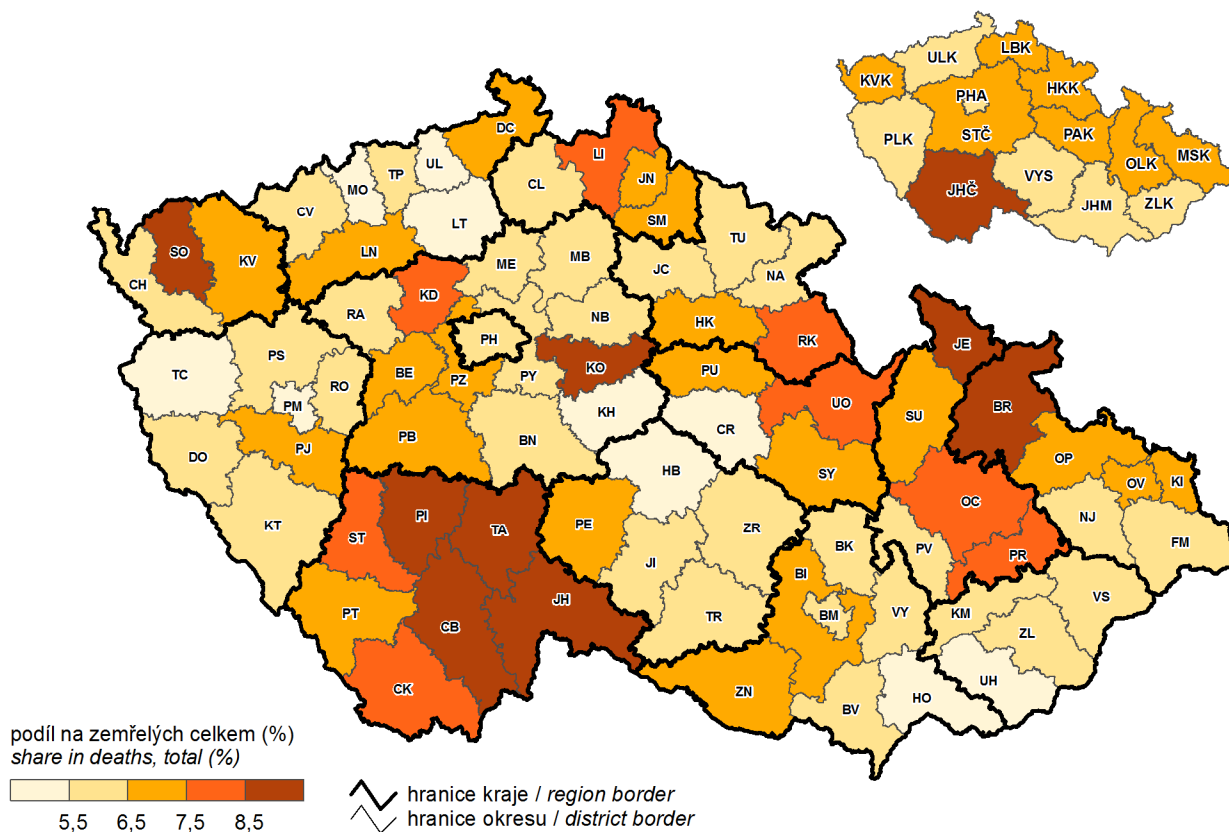 LBK
ULK
KVK
HKK
PHA
STČ
PAK
PLK
MSK
OLK
VYS
JHČ
JHM
ZLK
DC
UL
LI
TP
MO
CL
JN
CV
LT
SM
TU
SO
KV
LN
ME
MB
JC
NA
CH
KD
RA
NB
HK
PH
RK
JE
PS
KO
TC
BE
PZ
PY
PU
RO
PM
KH
UO
SU
BR
CR
PB
BN
PJ
DO
HB
SY
OP
OV
KI
OC
KT
PI
TA
PE
ZR
NJ
ST
BK
PV
FM
PR
JI
BI
JH
VS
PT
CB
TR
BM
VY
KM
ZL
UH
CK
ZN
BV
HO
podíl na zemřelých celkem (%)
share in deaths, total (%)
5,5 6,5 7,5 8,5
hranice kraje / region border
hranice okresu / district border